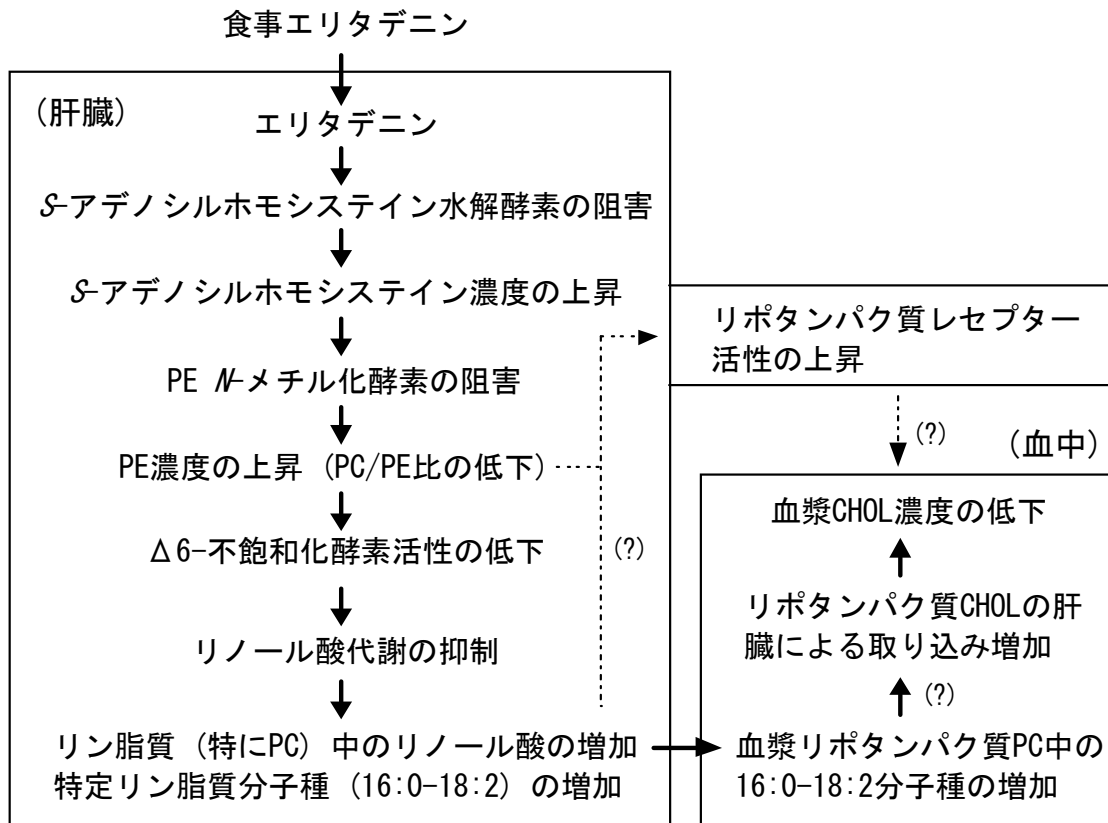 食事エリタデニン
(肝臓)
エリタデニン
S-アデノシルホモシステイン水解酵素の阻害
S-アデノシルホモシステイン濃度の上昇
PE N-メチル化酵素の阻害
PE濃度の上昇 (PC/PE比の低下)
Δ6-不飽和化酵素活性の低下
リノール酸代謝の抑制
リン脂質 (特にPC) 中のリノール酸の増加
特定リン脂質分子種 (16:0-18:2) の増加
(?)
リポタンパク質レセプター
活性の上昇
(?)
(血中)
血漿CHOL濃度の低下
リポタンパク質CHOLの肝
臓による取り込み増加
(?)
血漿リポタンパク質PC中の
16:0-18:2分子種の増加